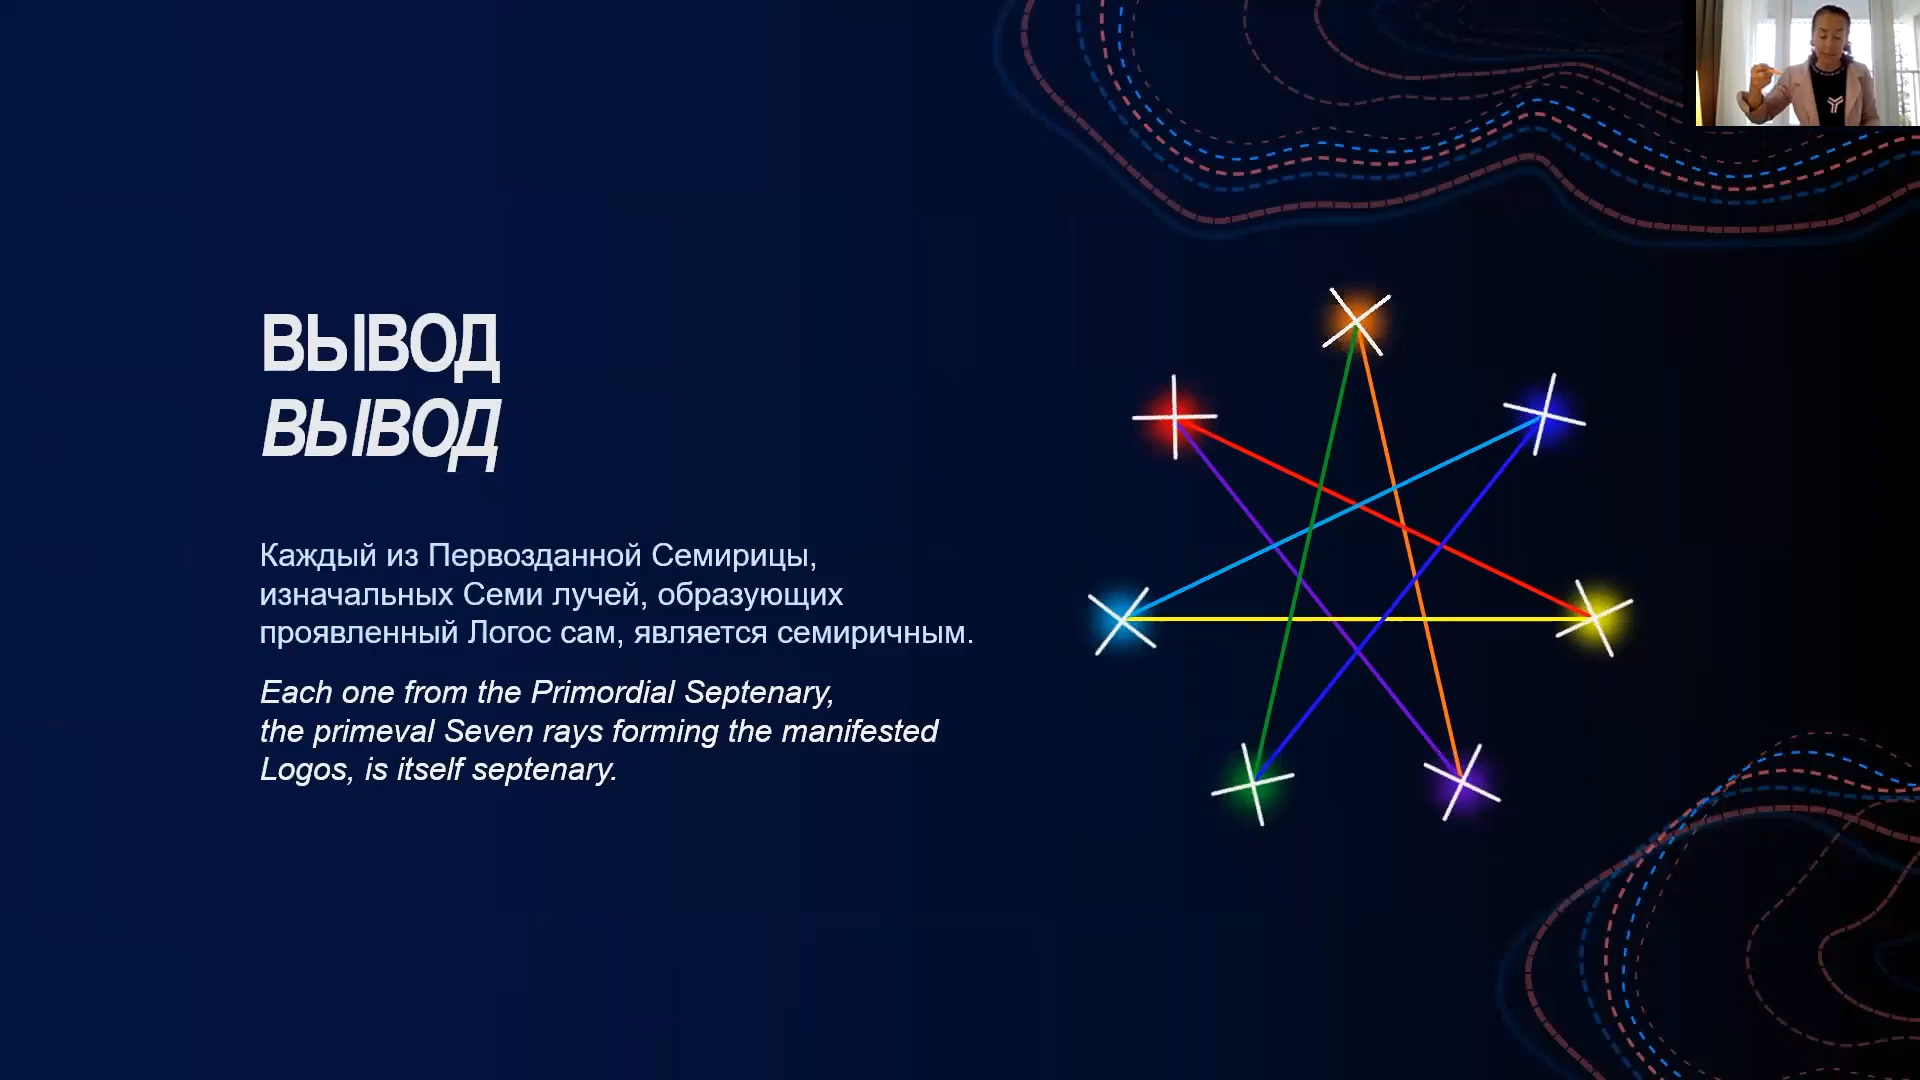 ВЫВОД
ВЫВОД
Каждый из Первозданной Семирицы,
изначальных Семи лучей, образующих
проявленный Логос сам, является семиричным.
Each one from the Primordial Septenary,
the primeval Seven rays forming the manifested
Logos, is itself septenary.